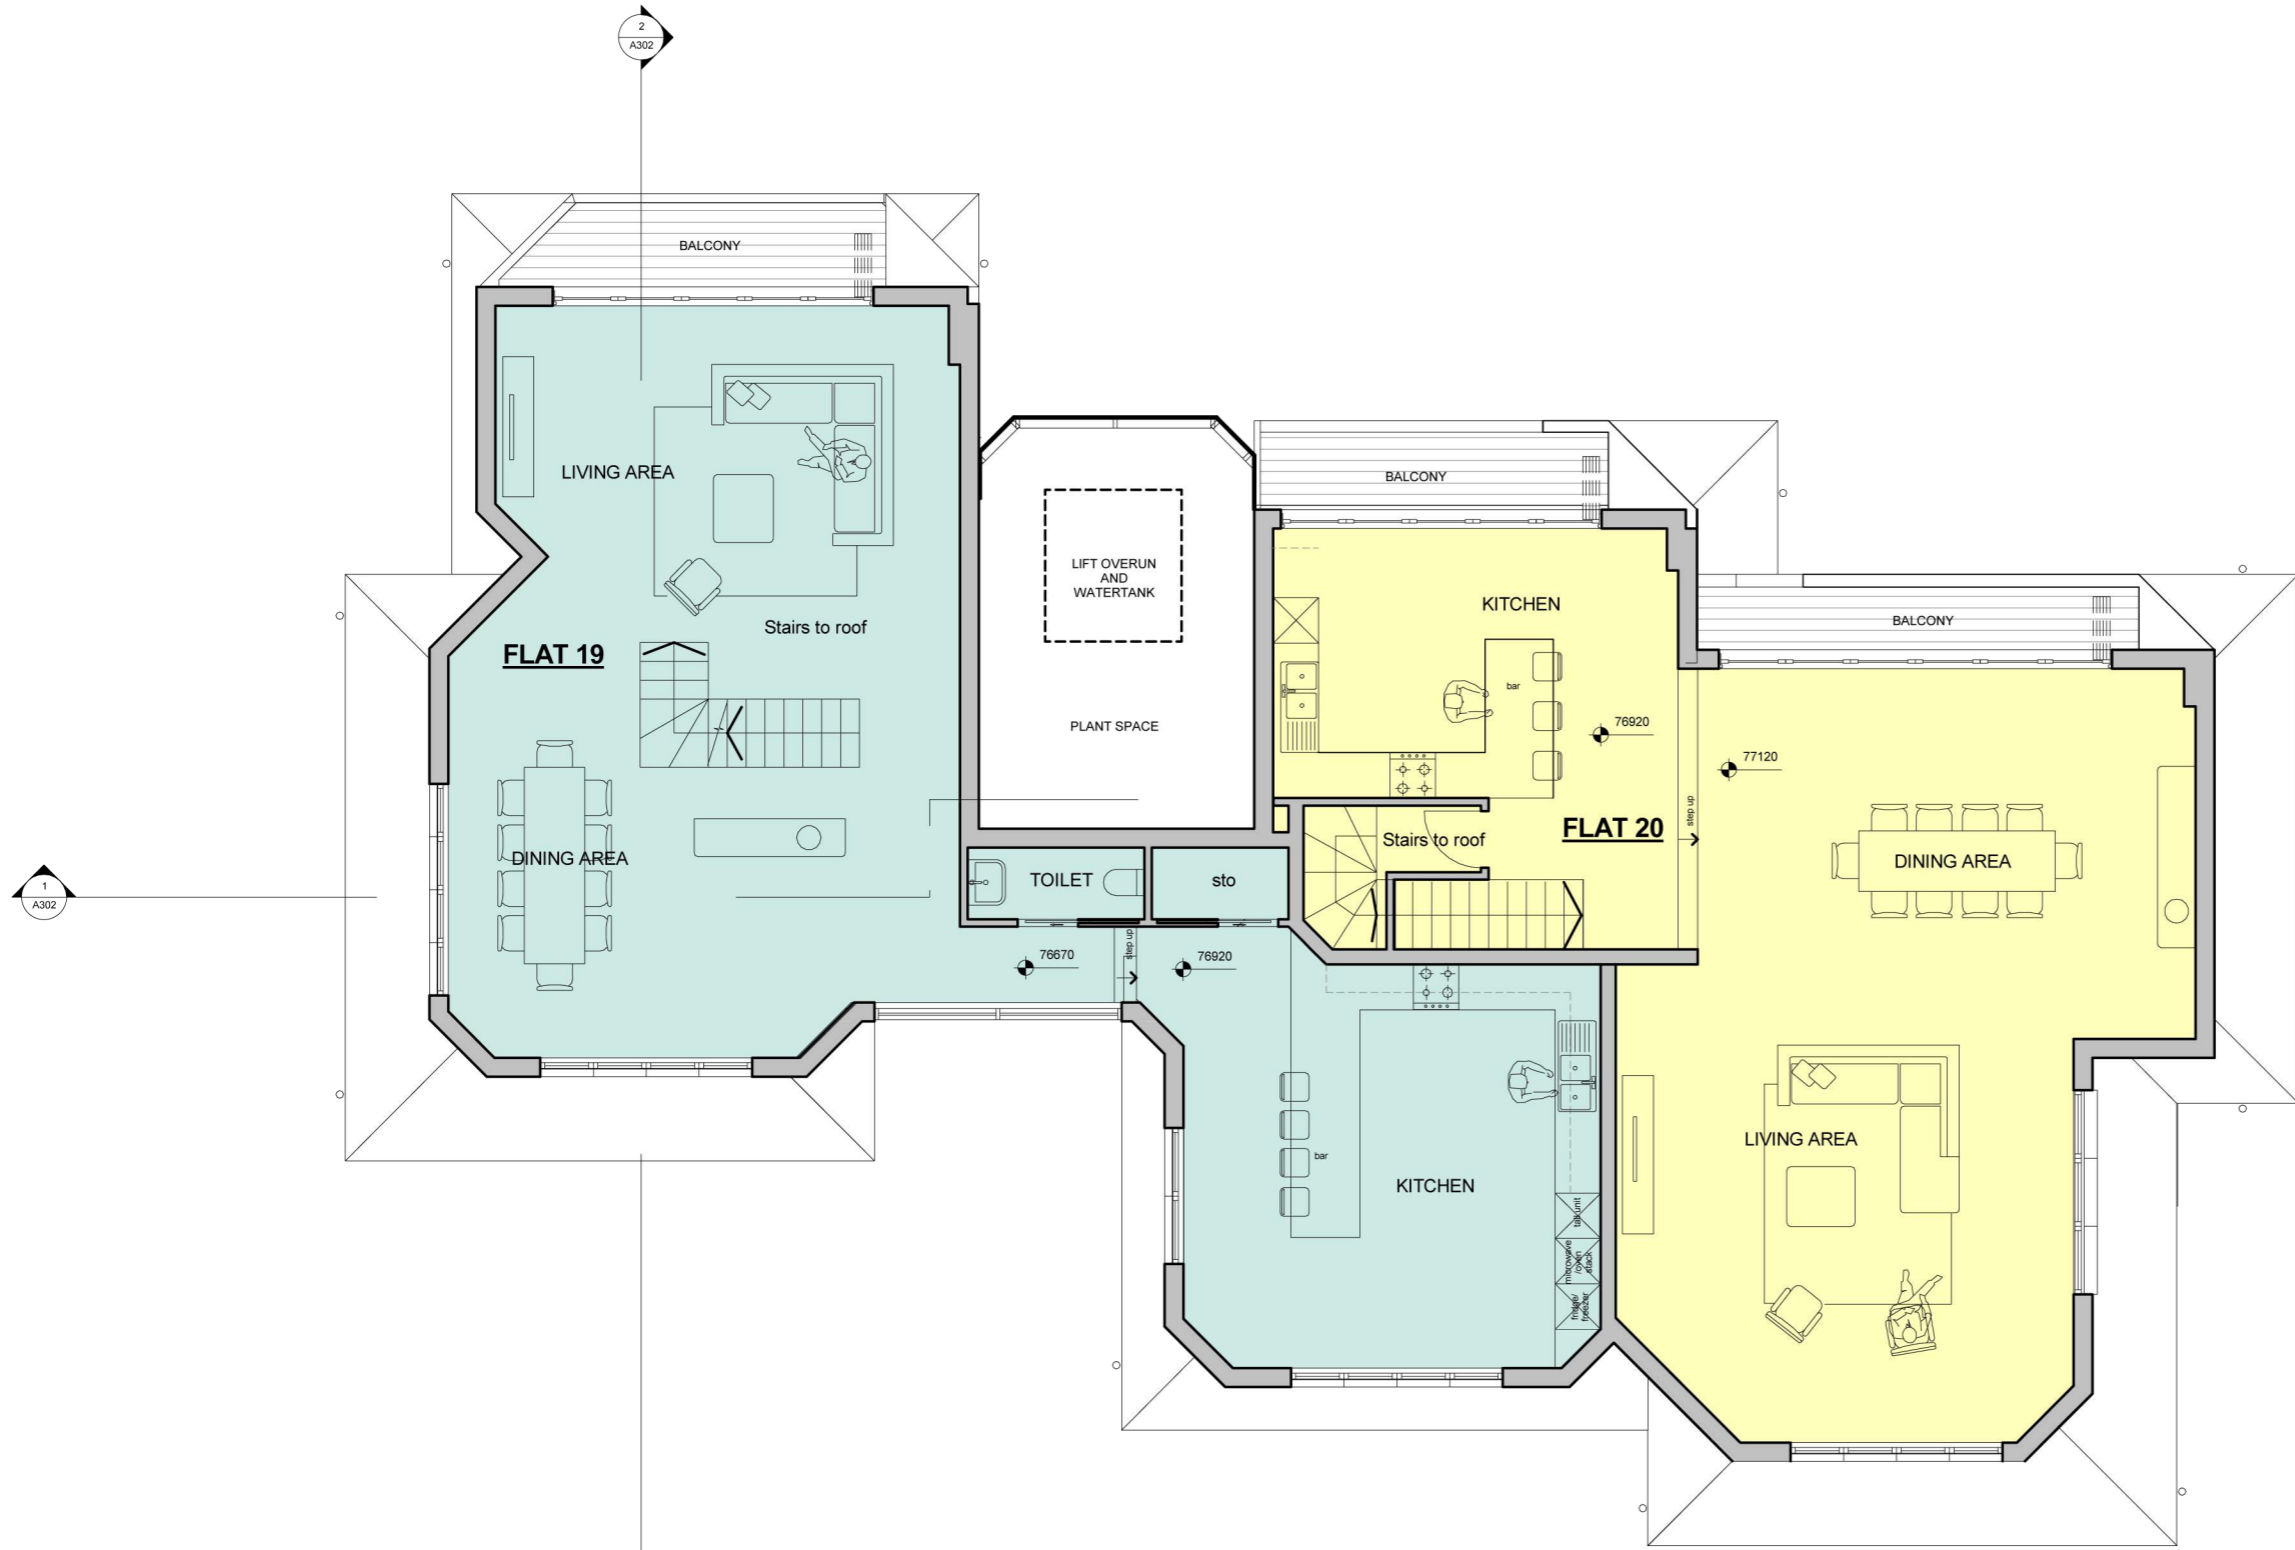 2
A302
BALCONY
LIVING AREA
Stairs to roof
FLAT 19
DINING AREA
1
A302
LIFT OVERUN
AND
WATERTANK
PLANT SPACE
TOILET
sto
76670
step up
76920
bar
KITCHEN
tall unit
microwave
/oven
stack
fridge/
freezer
BALCONY
KITCHEN
bar
76920
Stairs to roof
FLAT 20
step up
BALCONY
77120
DINING AREA
LIVING AREA